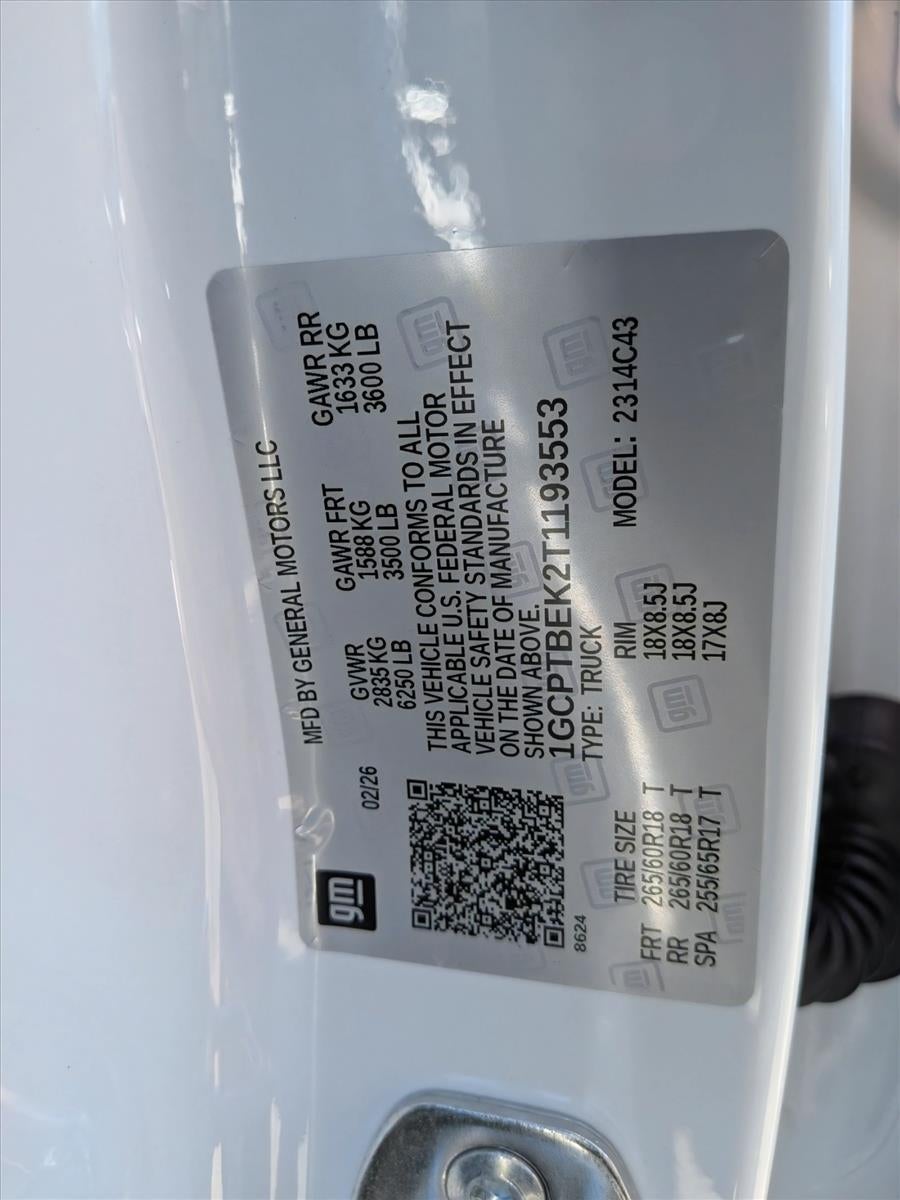 gm
MFD BY GENERAL MOTORS LLC
02/26
GVWR GAWR FRT GAWR RR
2835 KG 1588 KG 1633 KG
6250 LB 3500 LB 3600 LB
THIS VEHICLE CONFORMS TO ALL
APPLICABLE U.S. FEDERAL MOTOR
VEHICLE SAFETY STANDARDS IN EFFECT
ON THE DATE OF MANUFACTURE
SHOWN ABOVE.
1GCPTBEK2T1193553
TYPE: TRUCK
8624
TIRE SIZE RIM MODEL: 2314C43
FRT 265/60R18 T 18X8.5J
RR 265/60R18 T 18X8.5J
SPA 255/65R17 T 17X8J